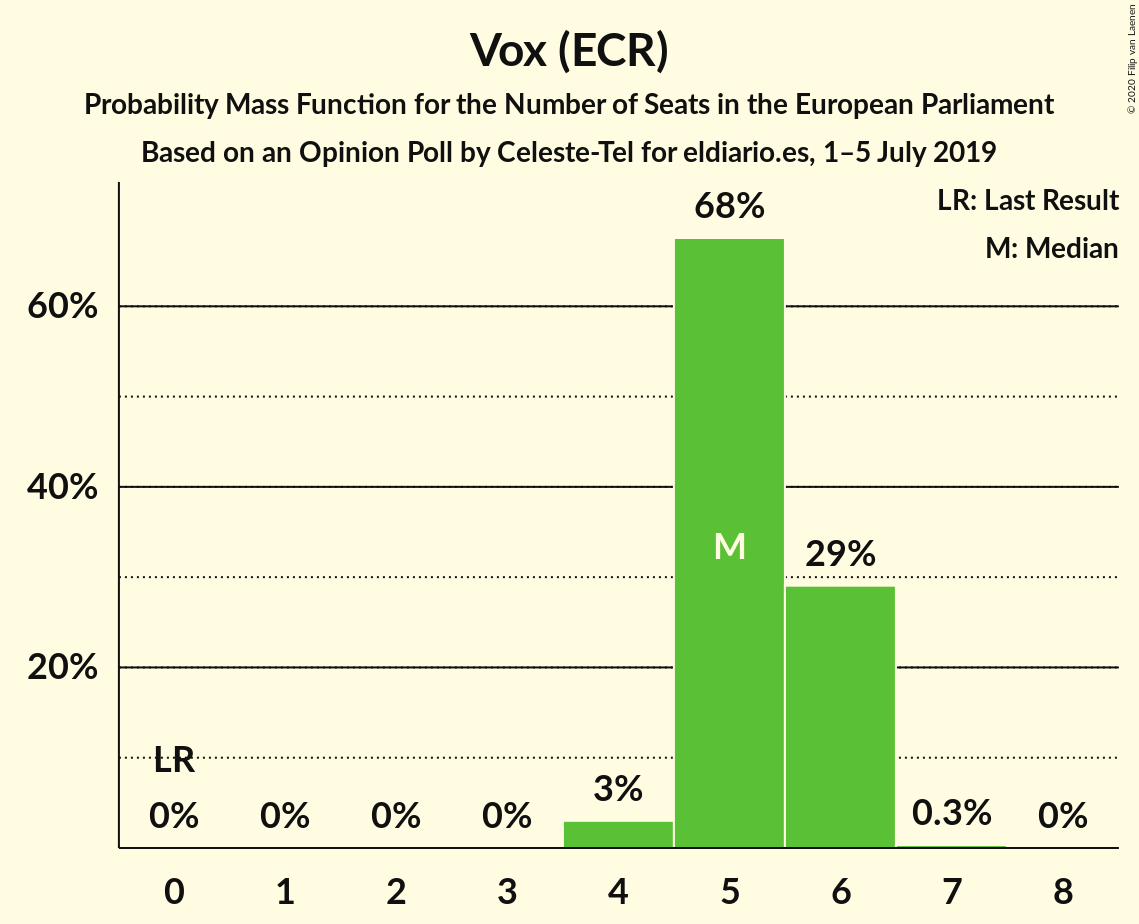 Vox (ECR)
Probability Mass Function for the Number of Seats in the European Parliament
Based on an Opinion Poll by Celeste-Tel for eldiario.es, 1–5 July 2019
© 2020 Filip van Laenen
LR: Last Result
M: Median
68%
60%
40%
M
29%
20%
LR
3%
0%
0%
0%
0%
0.3%
0%
0
1
2
3
4
5
6
7
8